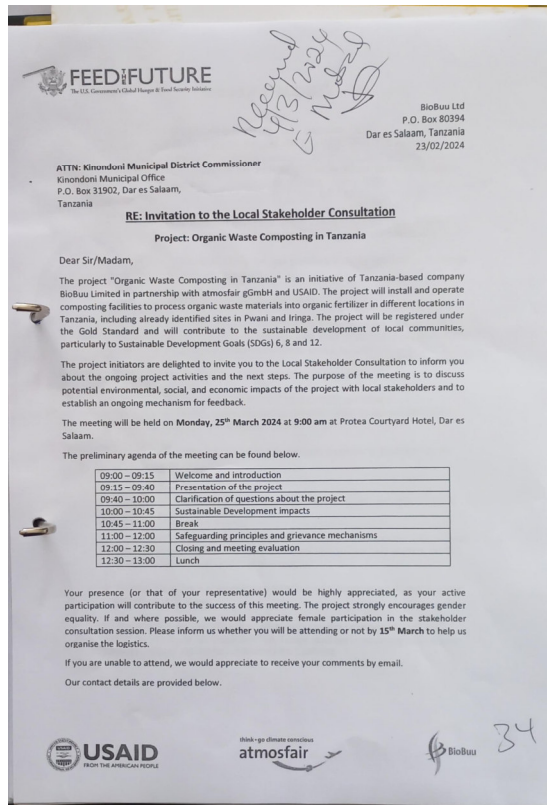 FEED THE FUTURE
The U.S. Government's Global Hunger & Food Security Initiative
Received
4/3/2024
BioBuu Ltd
P.O. Box 80394
Dar es Salaam, Tanzania
23/02/2024
ATTN: Kinondoni Municipal District Commissioner
Kinondoni Municipal Office
P.O. Box 31902, Dar es Salaam,
Tanzania
RE: Invitation to the Local Stakeholder Consultation
Project: Organic Waste Composting in Tanzania
Dear Sir/Madam,
The project "Organic Waste Composting in Tanzania" is an initiative of Tanzania-based company
BioBuu Limited in partnership with atmosfair gGmbH and USAID. The project will install and operate
composting facilities to process organic waste materials into organic fertilizer in different locations in
Tanzania, including already identified sites in Pwani and Iringa. The project will be registered under
the Gold Standard and will contribute to the sustainable development of local communities,
particularly to Sustainable Development Goals (SDGs) 6, 8 and 12.
The project initiators are delighted to invite you to the Local Stakeholder Consultation to inform you
about the ongoing project activities and the next steps. The purpose of the meeting is to discuss
potential environmental, social, and economic impacts of the project with local stakeholders and to
establish an ongoing mechanism for feedback.
The meeting will be held on Monday, 25th March 2024 at 9:00 am at Protea Courtyard Hotel, Dar es
Salaam.
The preliminary agenda of the meeting can be found below.
09:00 – 09:15 Welcome and introduction
09:15 – 09:40 Presentation of the project
09:40 – 10:00 Clarification of questions about the project
10:00 – 10:45 Sustainable Development impacts
10:45 – 11:00 Break
11:00 – 12:00 Safeguarding principles and grievance mechanisms
12:00 – 12:30 Closing and meeting evaluation
12:30 – 13:00 Lunch
Your presence (or that of your representative) would be highly appreciated, as your active
participation will contribute to the success of this meeting. The project strongly encourages gender
equality. If and where possible, we would appreciate female participation in the stakeholder
consultation session. Please inform us whether you will be attending or not by 15th March to help us
organise the logistics.
If you are unable to attend, we would appreciate to receive your comments by email.
Our contact details are provided below.
USAID
FROM THE AMERICAN PEOPLE
think • go climate conscious
atmosfair
BioBuu
34